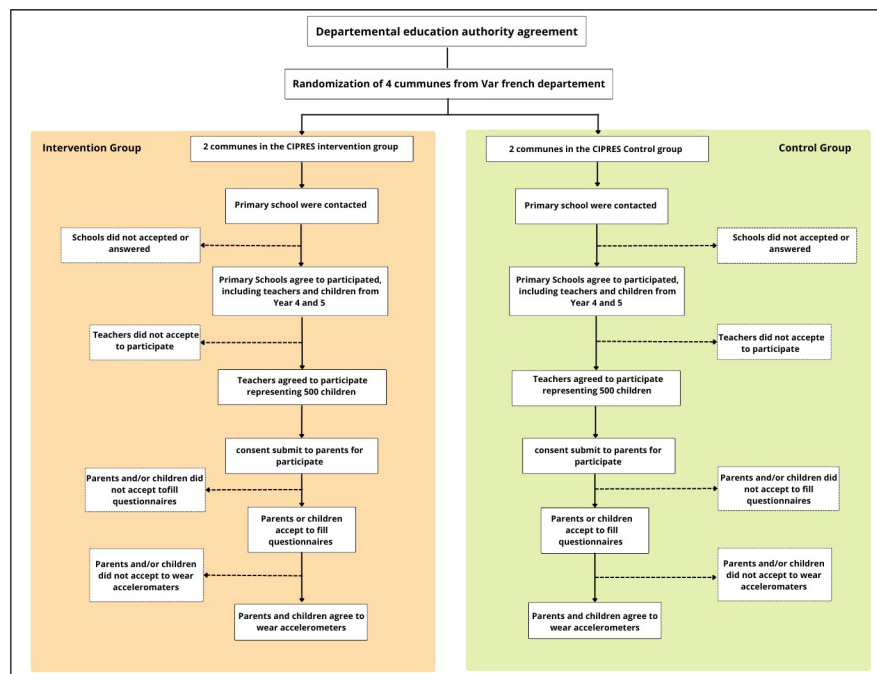 Departemental education authority agreement
Randomization of 4 cummunes from Var french departement
Intervention Group
2 communes in the CIPRES intervention group
Primary school were contacted
Schools did not accepted or
answered
Primary Schools agree to participated,
including teachers and children from
Year 4 and 5
Teachers did not accepte
to participate
Teachers agreed to participate
representing 500 children
consent submit to parents for
participate
Parents and/or children did
not accept tofill
questionnaires
Parents or children
accept to fill
questionnaires
Parents and/or children
did not accept to wear
acceleromaters
Parents and children agree to
wear accelerometers
Control Group
2 communes in the CIPRES Control group
Primary school were contacted
Schools did not accepted or
answered
Primary Schools agree to participated,
including teachers and children from
Year 4 and 5
Teachers did not accepte
to participate
Teachers agreed to participate
representing 500 children
consent submit to parents for
participate
Parents and/or children did
not accept to fill
questionnaires
Parents or children
accept to fill
questionnaires
Parents and/or children
did not accept to wear
acceleromaters
Parents and children agree to
wear accelerometers